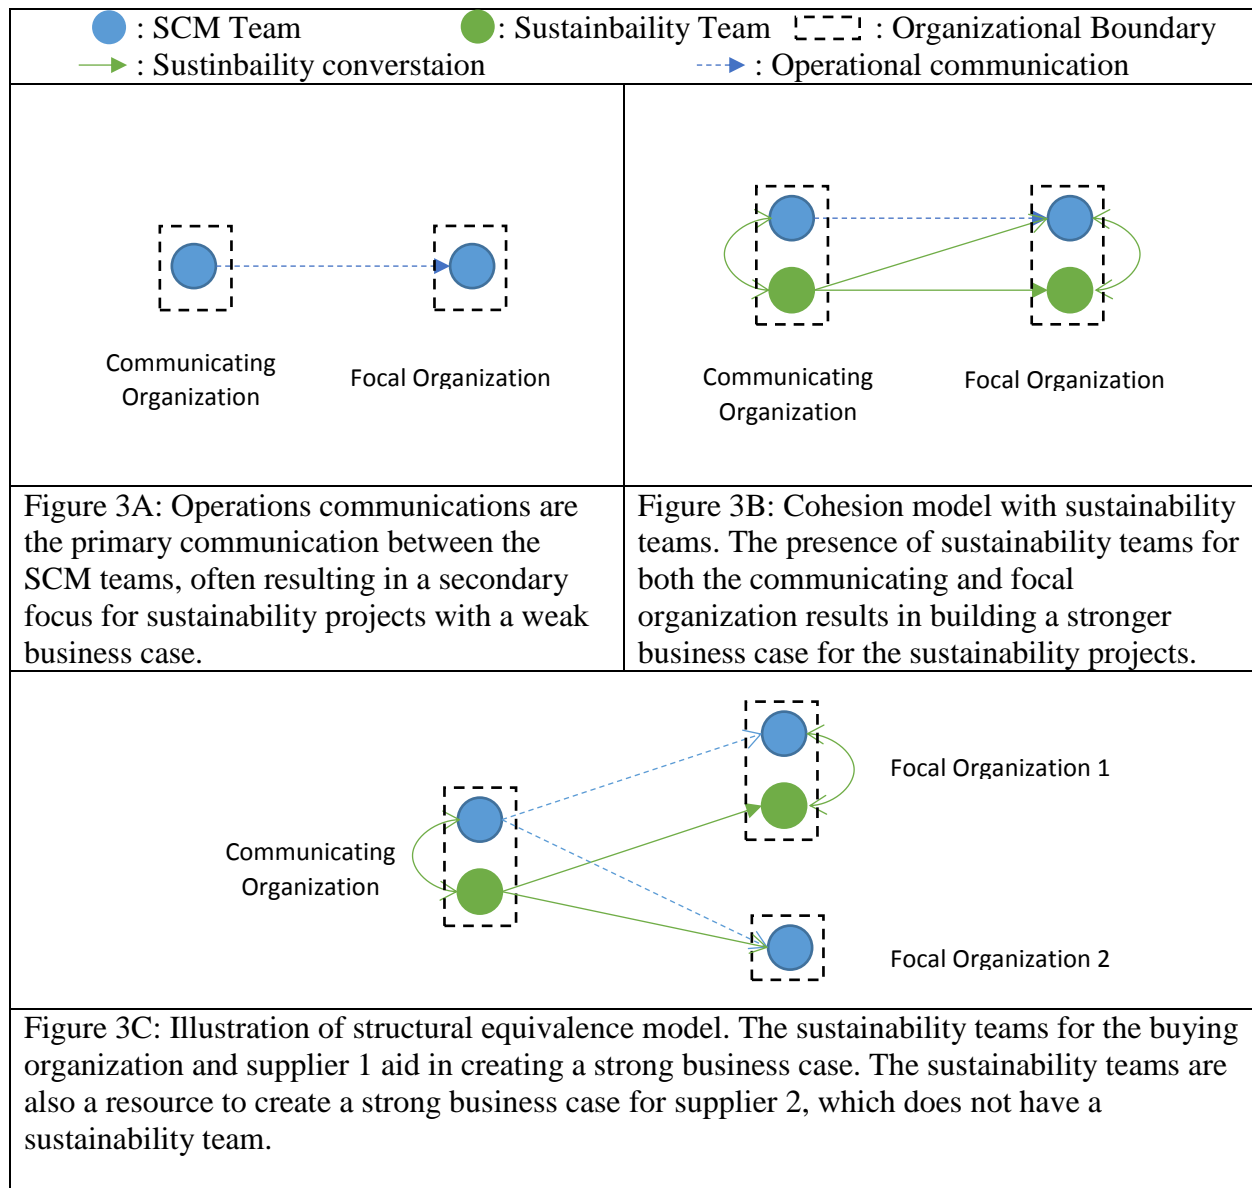 : SCM Team : Sustainbaility Team : Organizational Boundary
: Sustinbaility converstaion : Operational communication
Communicating
Organization
Focal Organization
Communicating
Organization
Focal Organization
Figure 3A: Operations communications are
the primary communication between the
SCM teams, often resulting in a secondary
focus for sustainability projects with a weak
business case.
Figure 3B: Cohesion model with sustainability
teams. The presence of sustainability teams for
both the communicating and focal
organization results in building a stronger
business case for the sustainability projects.
Focal Organization 1
Communicating
Organization
Focal Organization 2
Figure 3C: Illustration of structural equivalence model. The sustainability teams for the buying
organization and supplier 1 aid in creating a strong business case. The sustainability teams are
also a resource to create a strong business case for supplier 2, which does not have a
sustainability team.